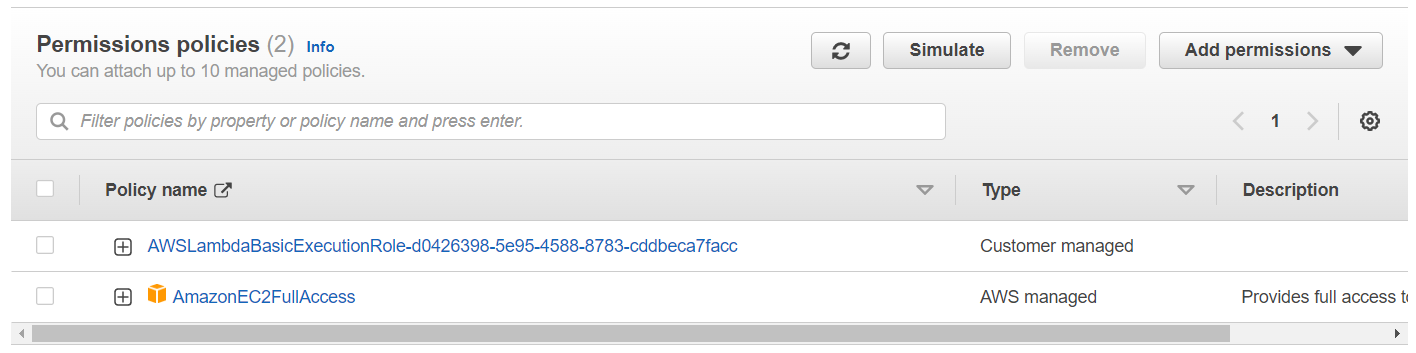 Permissions policies (2) Info
You can attach up to 10 managed policies.
Simulate
Remove
Add permissions
Filter policies by property or policy name and press enter.
1
Policy name Type Description
AWSLambdaBasicExecutionRole-d0426398-5e95-4588-8783-cddbeca7facc Customer managed
AmazonEC2FullAccess AWS managed Provides full access to